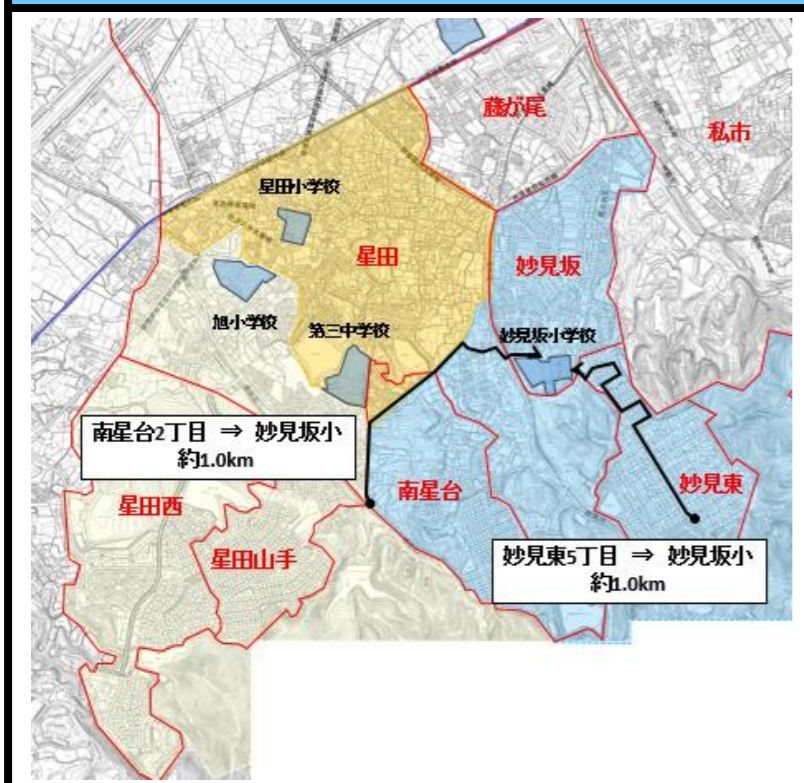 藤が尾
私市
星田小学校
星田
妙見坂
旭小学校
第三中学校
妙見坂小学校
南星台2丁目 ⇒ 妙見坂小
約1.0km
南星台
妙見東
星田西
星田山手
妙見東5丁目 ⇒ 妙見坂小
約1.0km